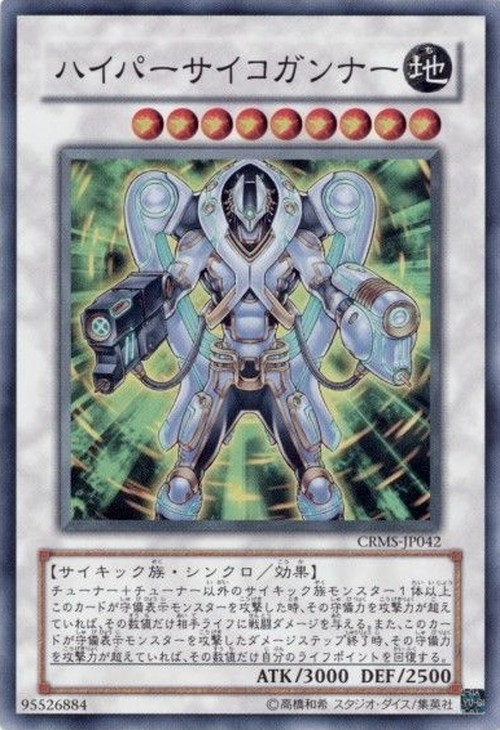 ハイパーサイコガンナー
地
CRMS-JP042
【サイキック族・シンクロ／効果】
チューナー＋チューナー以外のサイキック族モンスター１体以上
このカードが守備表示モンスターを攻撃した時、その守備力を攻撃力が超え
ていれば、その数値だけ相手ライフに戦闘ダメージを与える。また、このカー
ドが守備表示モンスターを攻撃したダメージステップ終了時、その守備力
を攻撃力が超えていれば、その数値だけ自分のライフポイントを回復する。
ATK/3000 DEF/2500
95526884
©高橋和希 スタジオ・ダイス/集英社